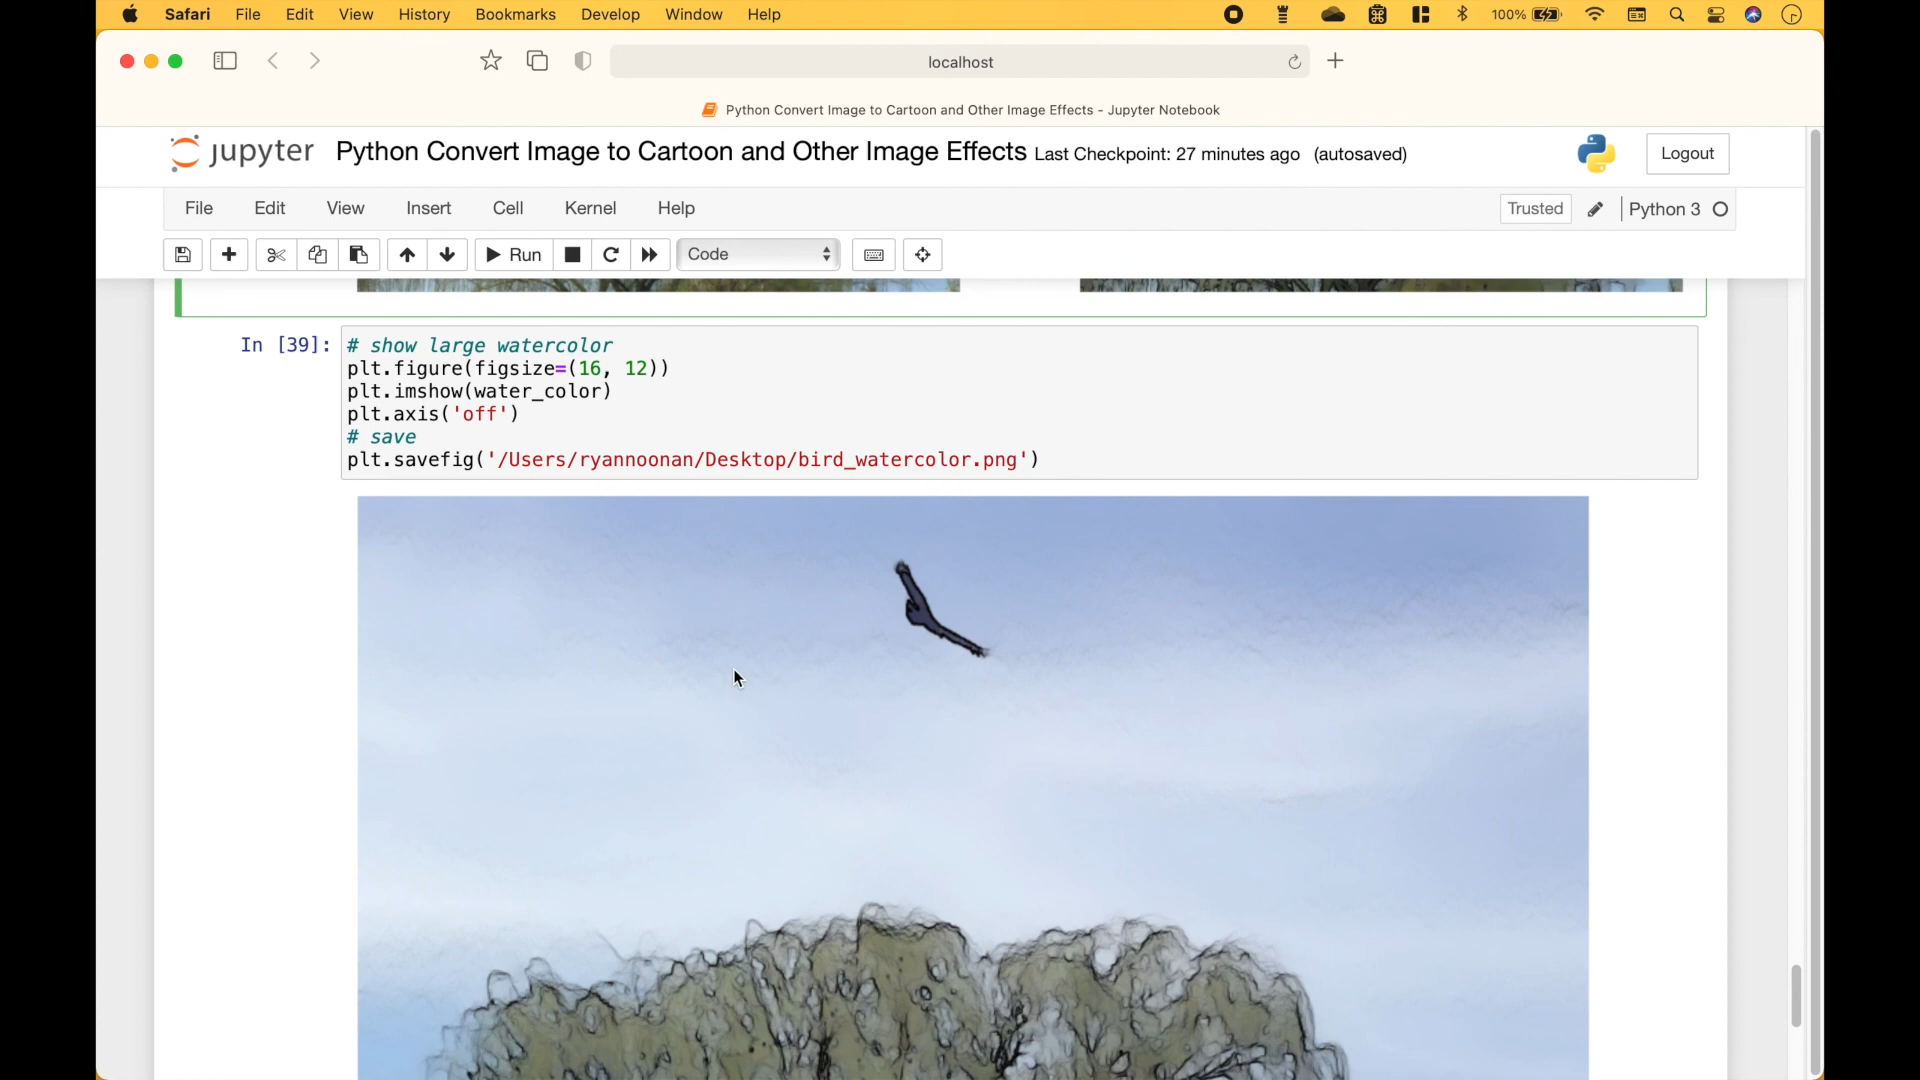 Safari File Edit View History Bookmarks Develop Window Help 100%
localhost
Python Convert Image to Cartoon and Other Image Effects - Jupyter Notebook
jupyter Python Convert Image to Cartoon and Other Image Effects Last Checkpoint: 27 minutes ago (autosaved) Logout
File Edit View Insert Cell Kernel Help Trusted Python 3
Run Code
In [39]: # show large watercolor
plt.figure(figsize=(16, 12))
plt.imshow(water_color)
plt.axis('off')
# save
plt.savefig('/Users/ryannoonan/Desktop/bird_watercolor.png')